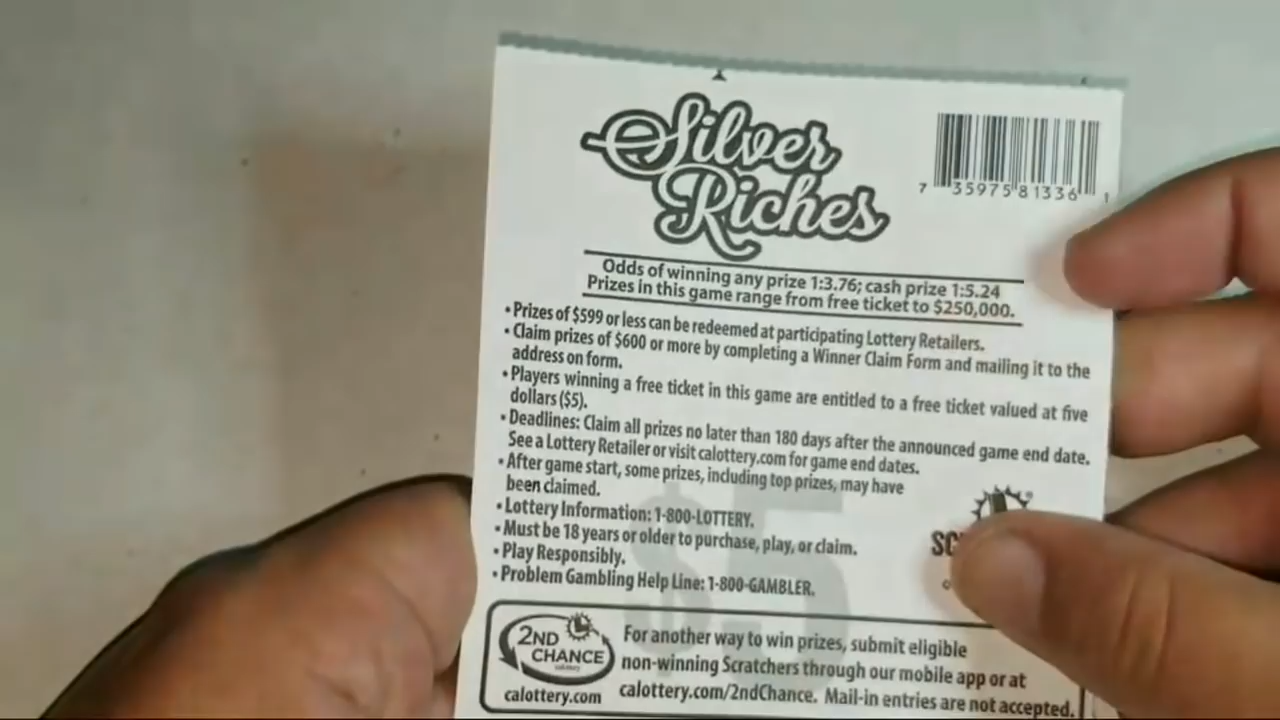 Silver
Riches
7 35975 81336 1
Odds of winning any prize 1:3.76; cash prize 1:5.24
Prizes in this game range from free ticket to $250,000.
• Prizes of $599 or less can be redeemed at participating Lottery Retailers.
• Claim prizes of $600 or more by completing a Winner Claim Form and mailing it to the
address on form.
• Players winning a free ticket in this game are entitled to a free ticket valued at five
dollars ($5).
• Deadlines: Claim all prizes no later than 180 days after the announced game end date.
See a Lottery Retailer or visit calottery.com for game end dates.
• After game start, some prizes, including top prizes, may have
been claimed.
• Lottery Information: 1-800-LOTTERY.
• Must be 18 years or older to purchase, play, or claim.
• Play Responsibly.
• Problem Gambling Help Line: 1-800-GAMBLER.
$5
2ND
CHANCE
calottery.com
For another way to win prizes, submit eligible
non-winning Scratchers through our mobile app or at
calottery.com/2ndChance. Mail-in entries are not accepted.